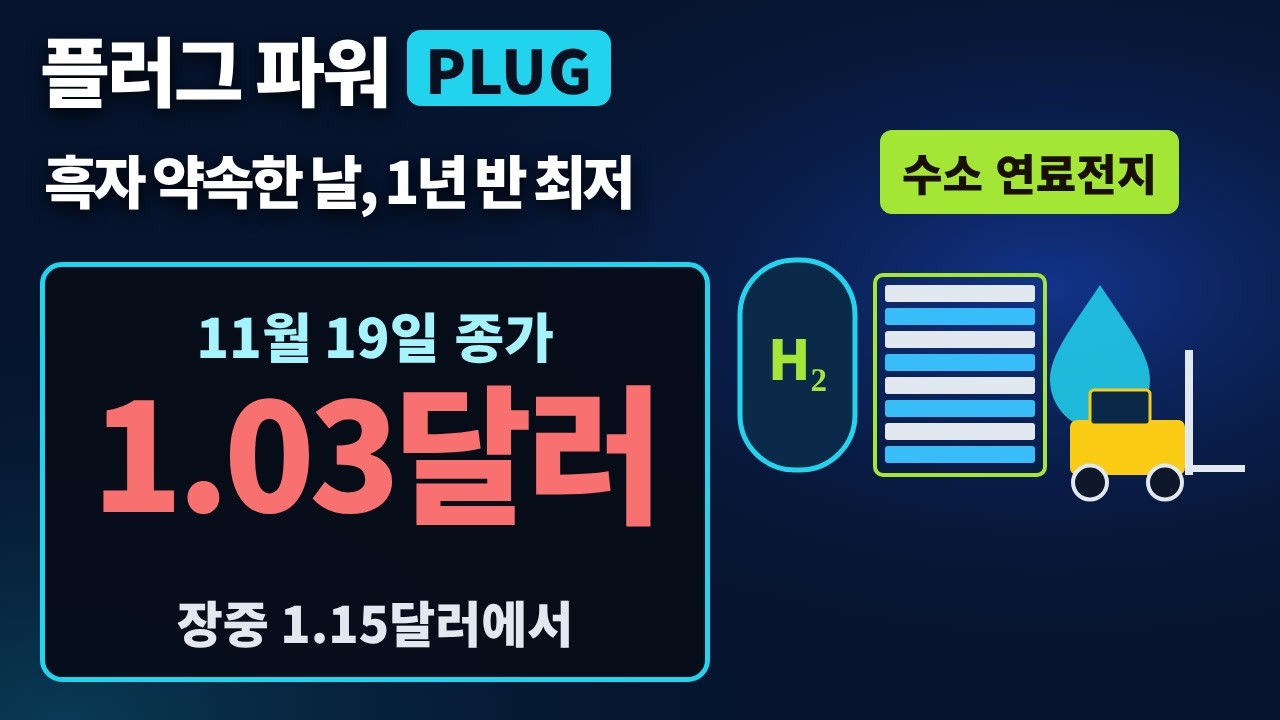 플러그 파워 PLUG
흑자 약속한 날, 1년 반 최저
수소 연료전지
11월 19일 종가
1.03달러
장중 1.15달러에서
H₂